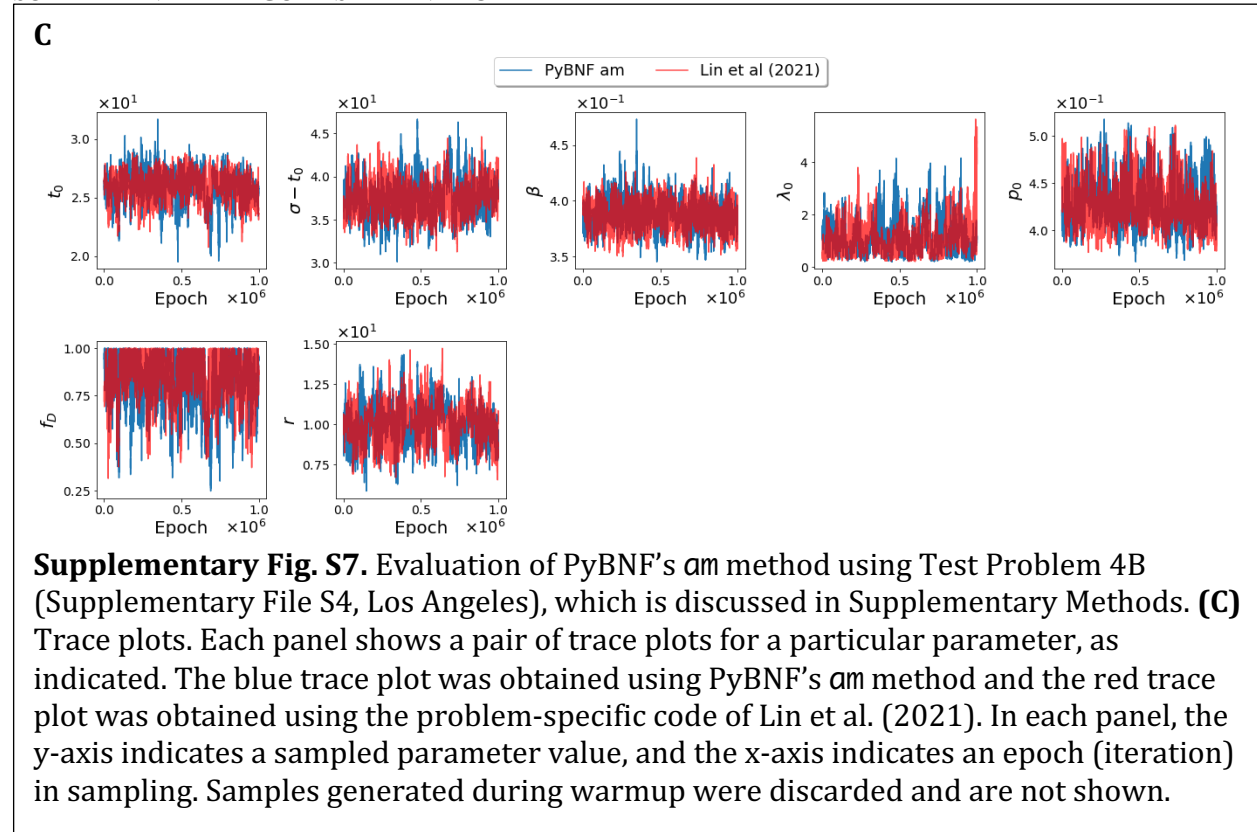 C
PyBNF am
Lin et al (2021)
×10¹
3.0
2.5
2.0
t₀
0.0
0.5
1.0
Epoch ×10⁶
×10¹
4.5
4.0
3.5
3.0
σ − t₀
0.0
0.5
1.0
Epoch ×10⁶
×10⁻¹
4.5
4.0
3.5
β
0.0
0.5
1.0
Epoch ×10⁶
4
2
0
λ₀
0.0
0.5
1.0
Epoch ×10⁶
×10⁻¹
5.0
4.5
4.0
p₀
0.0
0.5
1.0
Epoch ×10⁶
1.00
0.75
0.50
0.25
f_D
0.0
0.5
1.0
Epoch ×10⁶
×10¹
1.50
1.25
1.00
0.75
r
0.0
0.5
1.0
Epoch ×10⁶
Supplementary Fig. S7. Evaluation of PyBNF’s am method using Test Problem 4B
(Supplementary File S4, Los Angeles), which is discussed in Supplementary Methods. (C)
Trace plots. Each panel shows a pair of trace plots for a particular parameter, as
indicated. The blue trace plot was obtained using PyBNF’s am method and the red trace
plot was obtained using the problem-specific code of Lin et al. (2021). In each panel, the
y-axis indicates a sampled parameter value, and the x-axis indicates an epoch (iteration)
in sampling. Samples generated during warmup were discarded and are not shown.